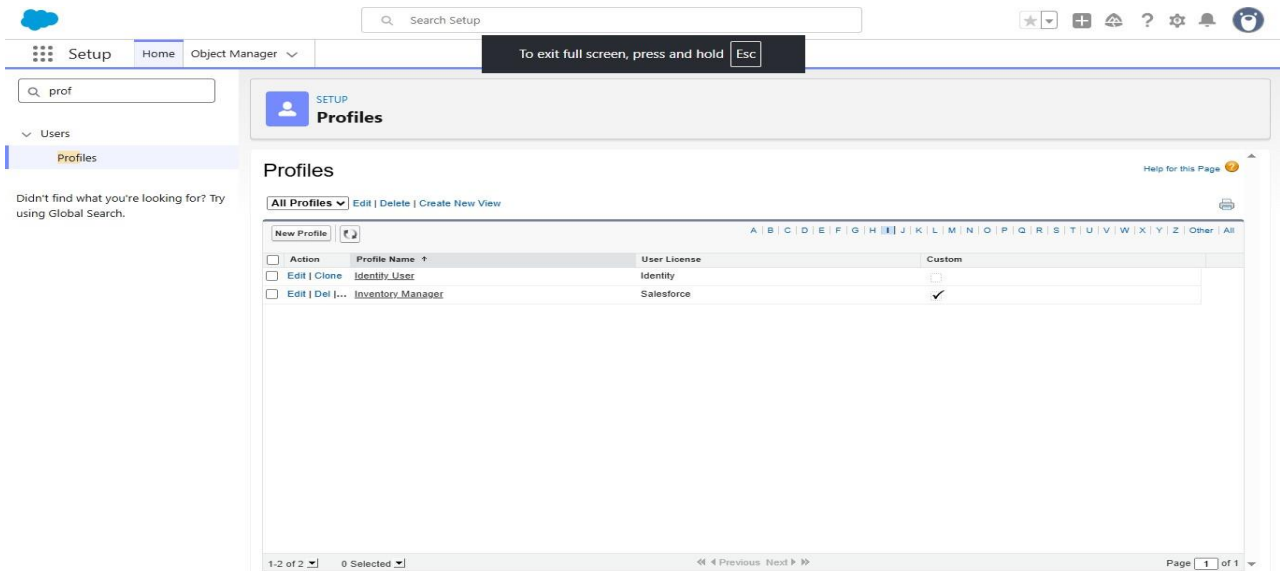 Search Setup
Setup Home Object Manager
To exit full screen, press and hold Esc
prof
Users
Profiles
Didn't find what you're looking for? Try
using Global Search.
SETUP
Profiles
Profiles
Help for this Page ?
All Profiles Edit | Delete | Create New View
New Profile
A | B | C | D | E | F | G | H | I | J | K | L | M | N | O | P | Q | R | S | T | U | V | W | X | Y | Z | Other | All
Action Profile Name ↑ User License Custom
Edit | Clone Identity User Identity
Edit | Del |... Inventory Manager Salesforce ✓
1-2 of 2 0 Selected Previous Next Page 1 of 1